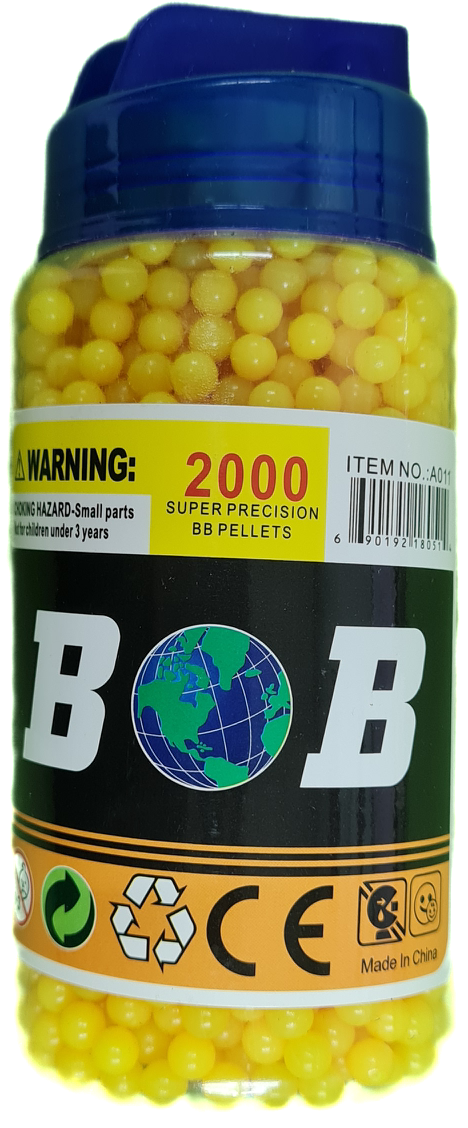 WARNING:
CHOKING HAZARD-Small parts
Not for children under 3 years
2000
SUPER PRECISION
BB PELLETS
ITEM NO.:A011
6 90192 18051
B B
CE
Made In China